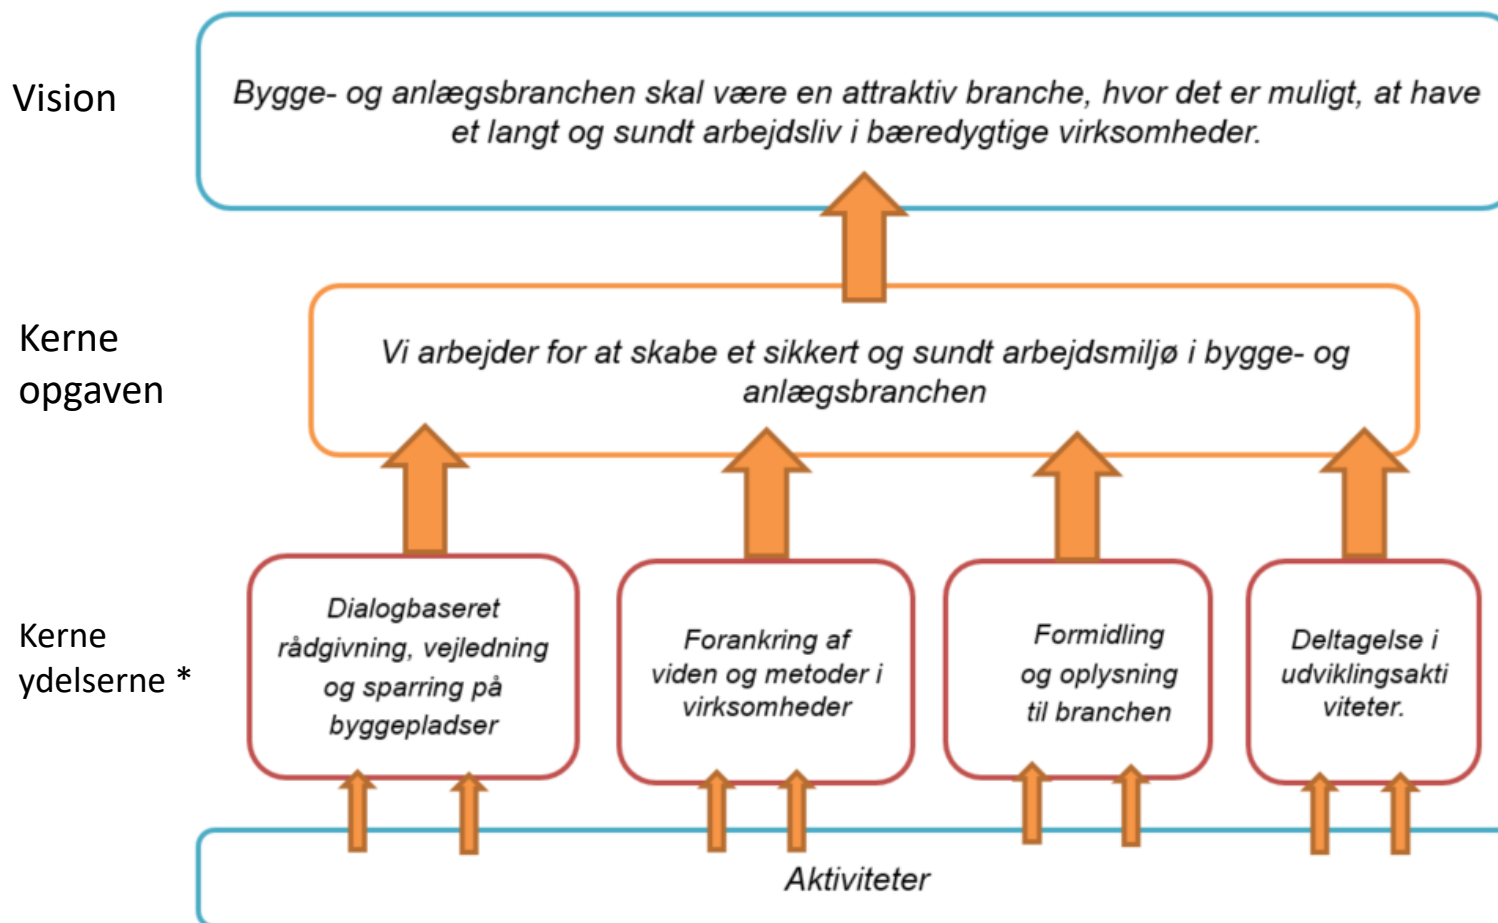 Vision
Bygge- og anlægsbranchen skal være en attraktiv branche, hvor det er muligt, at have
et langt og sundt arbejdsliv i bæredygtige virksomheder.
Kerne
opgaven
Vi arbejder for at skabe et sikkert og sundt arbejdsmiljø i bygge- og
anlægsbranchen
Kerne
ydelserne *
Dialogbaseret
rådgivning, vejledning
og sparring på
byggepladser
Forankring af
viden og metoder i
virksomheder
Formidling
og oplysning
til branchen
Deltagelse i
udviklingsakti
viteter.
Aktiviteter